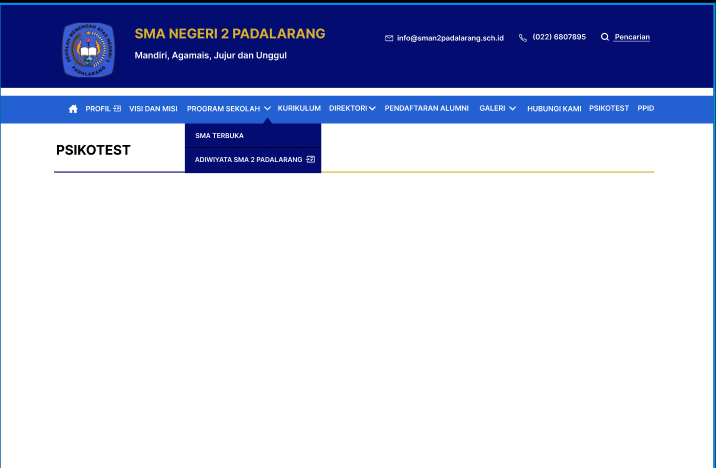 SMA NEGERI 2 PADALARANG
Mandiri, Agamais, Jujur dan Unggul
info@sman2padalarang.sch.id (022) 6807895 Pencarian
PROFIL VISI DAN MISI PROGRAM SEKOLAH KURIKULUM DIREKTORI PENDAFTARAN ALUMNI GALERI HUBUNGI KAMI PSIKOTEST PPID
SMA TERBUKA
ADIWIYATA SMA 2 PADALARANG
PSIKOTEST